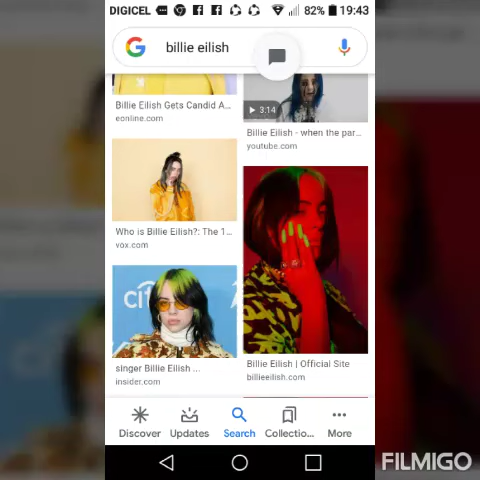 DIGICEL 82% 19:43
billie eilish
Billie Eilish Gets Candid A...
eonline.com
3:14
Billie Eilish - when the par...
youtube.com
Who is Billie Eilish?: The 1...
vox.com
citi
singer Billie Eilish ...
insider.com
Billie Eilish | Official Site
billieeilish.com
Discover Updates Search Collectio... More
FILMIGO